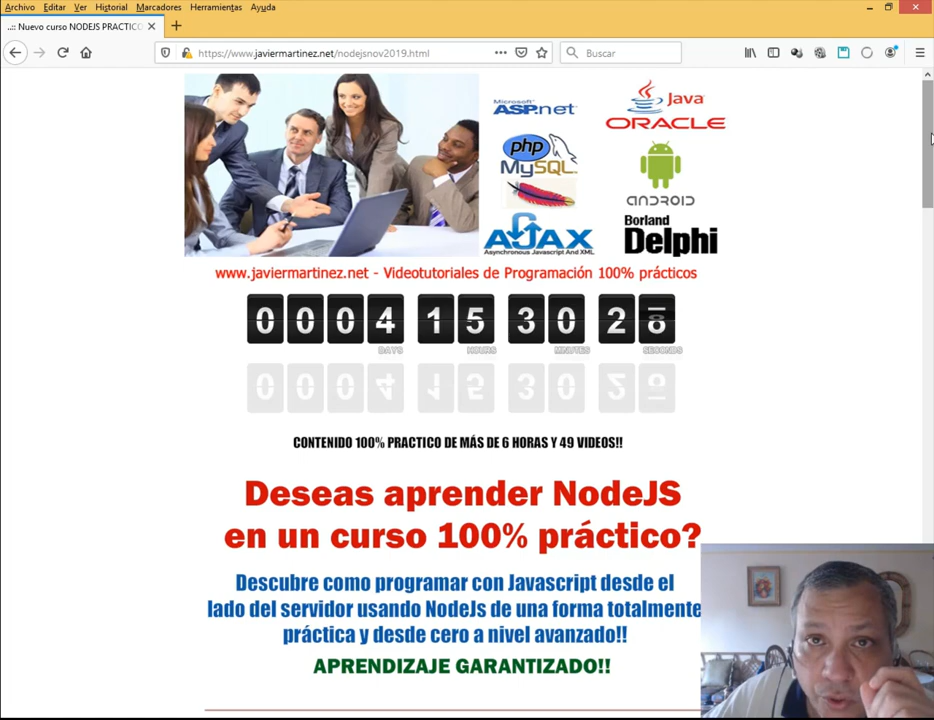 Archivo Editar Ver Historial Marcadores Herramientas Ayuda
..:: Nuevo curso NODEJS PRACTICO
https://www.javiermartinez.net/nodejsnov2019.html
Buscar
Microsoft
ASP.net
Java
ORACLE
php
MySQL
ANDROID
AJAX
Asynchronous Javascript And XML
Borland
Delphi
www.javiermartinez.net - Videotutoriales de Programación 100% prácticos
0 0 0 4 1 5 3 0 2 8
DAYS HOURS MINUTES SECONDS
CONTENIDO 100% PRACTICO DE MÁS DE 6 HORAS Y 49 VIDEOS!!
Deseas aprender NodeJS
en un curso 100% práctico?
Descubre como programar con Javascript desde el
lado del servidor usando NodeJs de una forma totalmente
práctica y desde cero a nivel avanzado!!
APRENDIZAJE GARANTIZADO!!